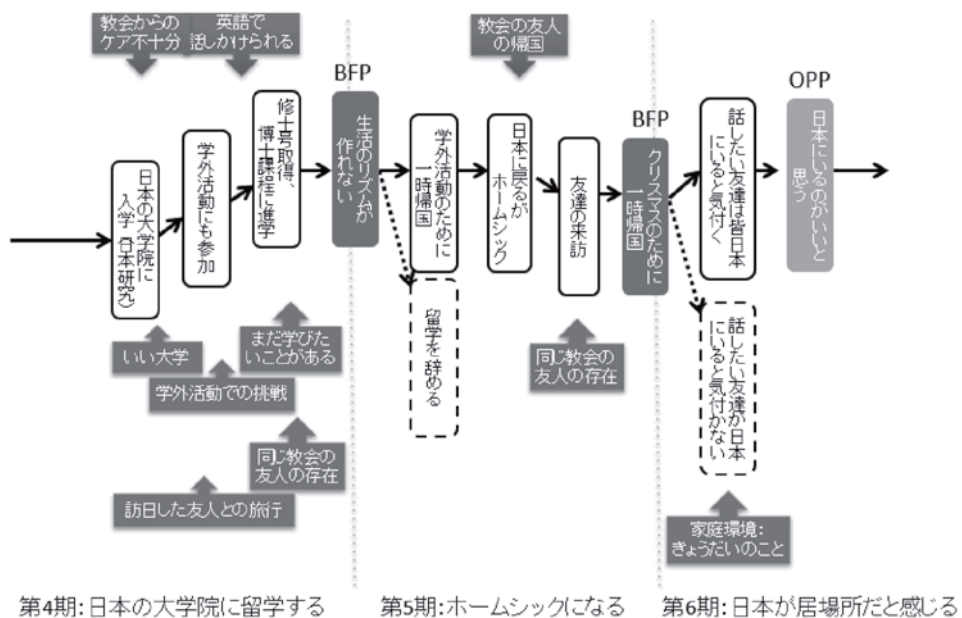 教会からの
ケア不十分
英語で
話しかけられる
教会の友人
の帰国
BFP
BFP
OPP
日本の大学院に
入学（日本研究）
学外活動にも参加
修士号取得、
博士課程に進学
生活のリズムが
作れない
学外活動のために
一時帰国
日本に戻るが
ホームシック
友達の来訪
クリスマスのために
一時帰国
話したい友達は皆日本
にいると気付く
日本にいるのがいいと
思う
留学を辞める
話したい友達が日本
にいると気付かない
いい大学
学外活動での挑戦
まだ学びた
いことがある
同じ教会の
友人の存在
訪日した友人との旅行
同じ教会の
友人の存在
家庭環境：
きょうだいのこと
第4期：日本の大学院に留学する
第5期：ホームシックになる
第6期：日本が居場所だと感じる